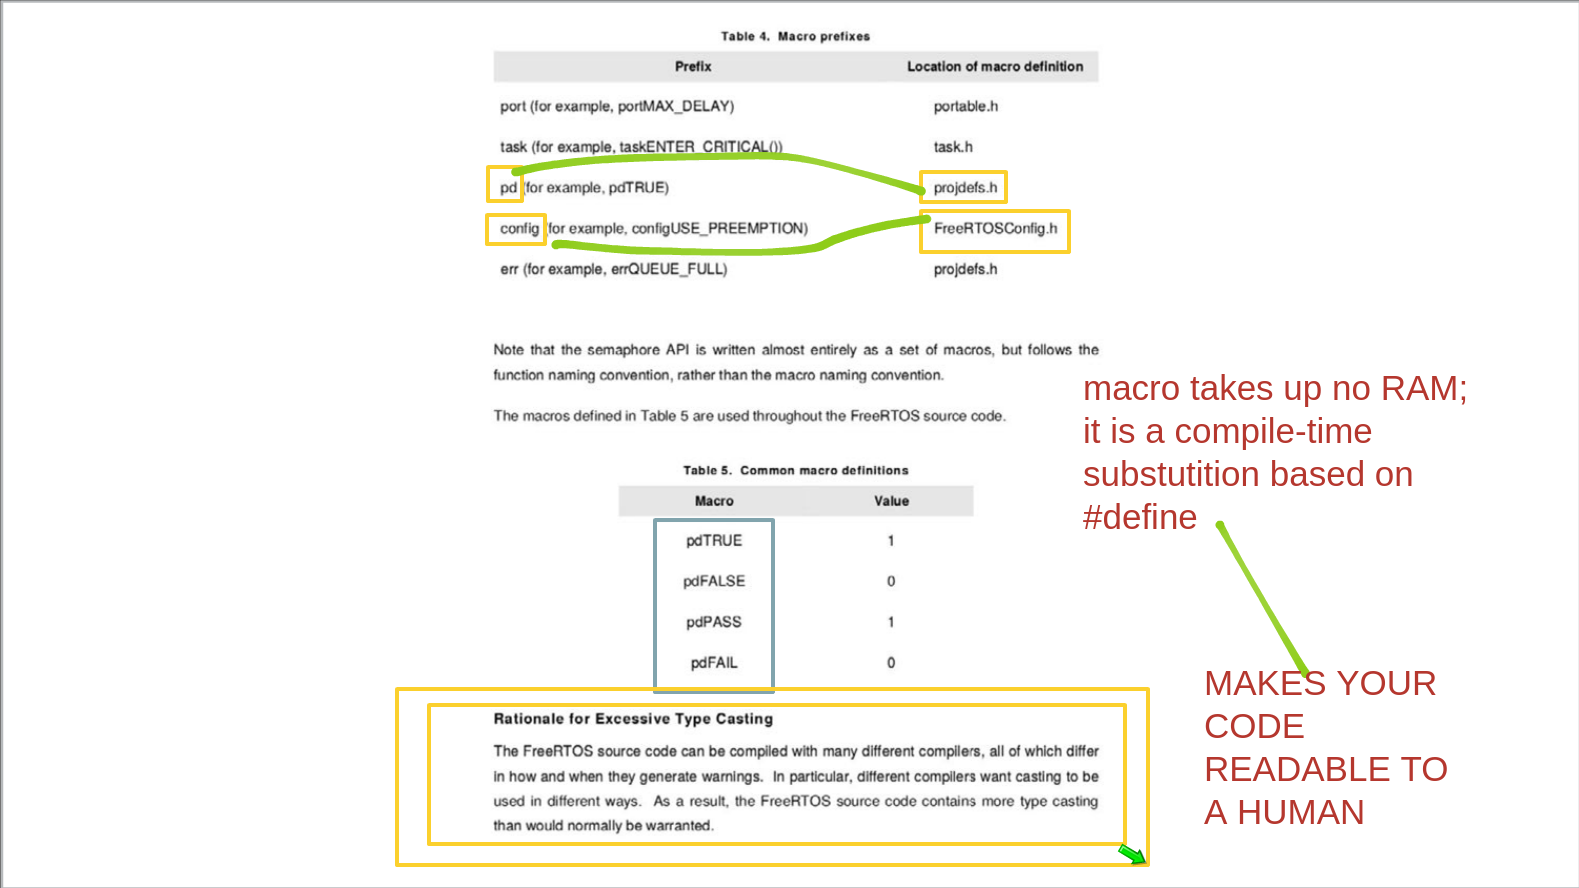 Table 4. Macro prefixes
Prefix Location of macro definition
port (for example, portMAX_DELAY) portable.h
task (for example, taskENTER_CRITICAL()) task.h
pd (for example, pdTRUE) projdefs.h
config (for example, configUSE_PREEMPTION) FreeRTOSConfig.h
err (for example, errQUEUE_FULL) projdefs.h
Note that the semaphore API is written almost entirely as a set of macros, but follows the
function naming convention, rather than the macro naming convention.
The macros defined in Table 5 are used throughout the FreeRTOS source code.
macro takes up no RAM;
it is a compile-time
substutition based on
#define
Table 5. Common macro definitions
Macro Value
pdTRUE 1
pdFALSE 0
pdPASS 1
pdFAIL 0
MAKES YOUR
CODE
READABLE TO
A HUMAN
Rationale for Excessive Type Casting
The FreeRTOS source code can be compiled with many different compilers, all of which differ
in how and when they generate warnings. In particular, different compilers want casting to be
used in different ways. As a result, the FreeRTOS source code contains more type casting
than would normally be warranted.